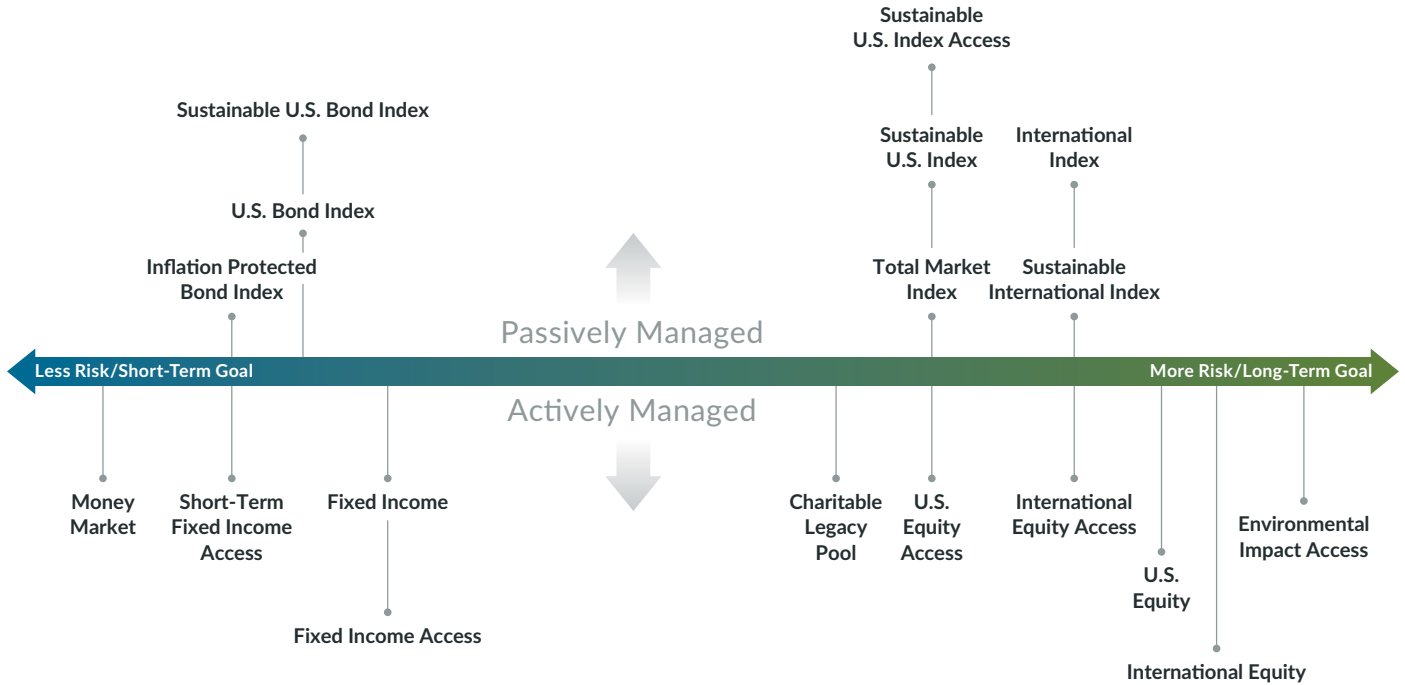 Sustainable
U.S. Index Access
Sustainable U.S. Bond Index
Sustainable
U.S. Index
International
Index
U.S. Bond Index
Inflation Protected
Bond Index
Total Market
Index
Sustainable
International Index
Passively Managed
Less Risk/Short-Term Goal
More Risk/Long-Term Goal
Actively Managed
Money
Market
Short-Term
Fixed Income
Access
Fixed Income
Charitable
Legacy
Pool
U.S.
Equity
Access
International
Equity Access
Environmental
Impact Access
U.S.
Equity
Fixed Income Access
International Equity